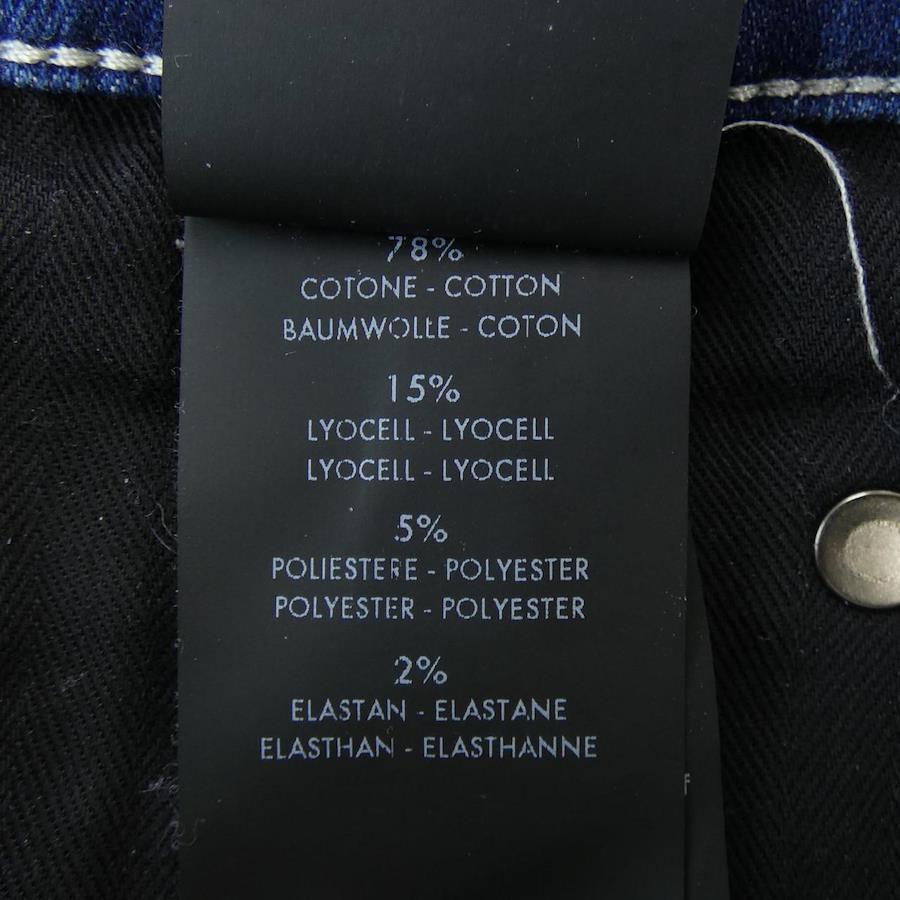 78%
COTONE - COTTON
BAUMWOLLE - COTON
15%
LYOCELL - LYOCELL
LYOCELL - LYOCELL
5%
POLIESTERE - POLYESTER
POLYESTER - POLYESTER
2%
ELASTAN - ELASTANE
ELASTHAN - ELASTHANNE
F